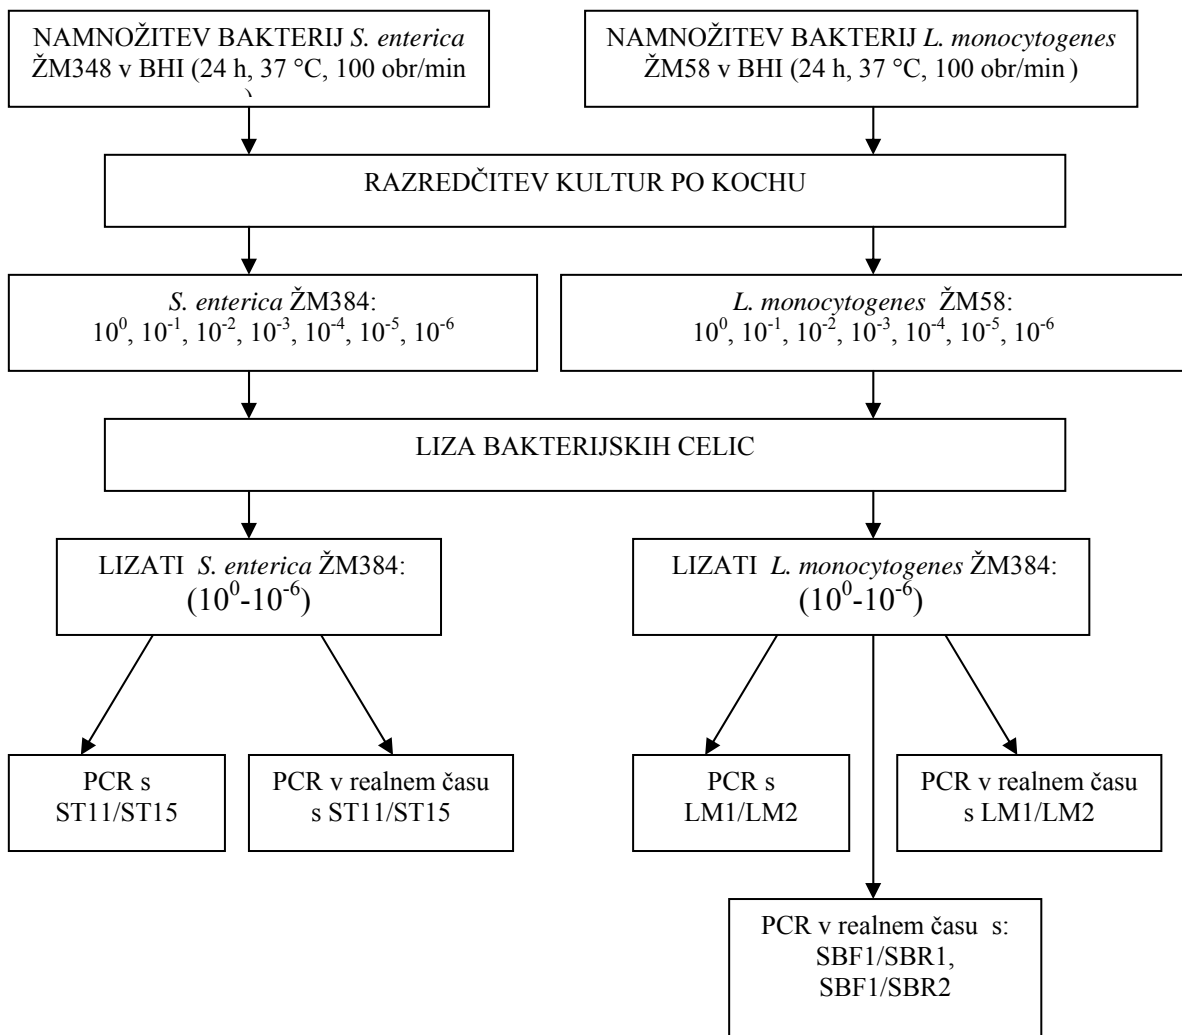 NAMNOŽITEV BAKTERIJ S. enterica
ŽM348 v BHI (24 h, 37 °C, 100 obr/min
)
NAMNOŽITEV BAKTERIJ L. monocytogenes
ŽM58 v BHI (24 h, 37 °C, 100 obr/min )
RAZREDČITEV KULTUR PO KOCHU
S. enterica ŽM384:
10⁰, 10⁻¹, 10⁻², 10⁻³, 10⁻⁴, 10⁻⁵, 10⁻⁶
L. monocytogenes ŽM58:
10⁰, 10⁻¹, 10⁻², 10⁻³, 10⁻⁴, 10⁻⁵, 10⁻⁶
LIZA BAKTERIJSKIH CELIC
LIZATI S. enterica ŽM384:
(10⁰-10⁻⁶)
LIZATI L. monocytogenes ŽM384:
(10⁰-10⁻⁶)
PCR s
ST11/ST15
PCR v realnem času
s ST11/ST15
PCR s
LM1/LM2
PCR v realnem času
s LM1/LM2
PCR v realnem času s:
SBF1/SBR1,
SBF1/SBR2